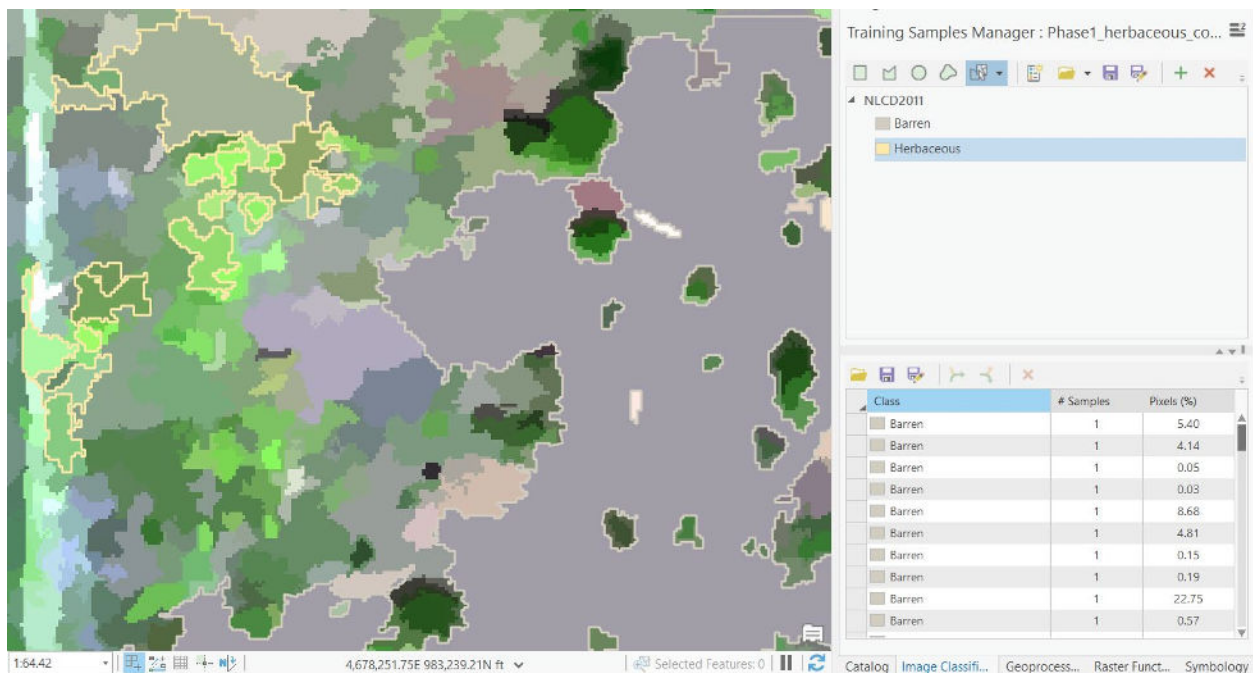 Training Samples Manager : Phase1_herbaceous_co...
NLCD2011
Barren
Herbaceous
Class # Samples Pixels (%)
Barren 1 5.40
Barren 1 4.14
Barren 1 0.05
Barren 1 0.03
Barren 1 8.68
Barren 1 4.81
Barren 1 0.15
Barren 1 0.19
Barren 1 22.75
Barren 1 0.57
1:64.42 4,678,251.75E 983,239.21N ft Selected Features: 0
Catalog Image Classifi... Geoprocess... Raster Funct... Symbology